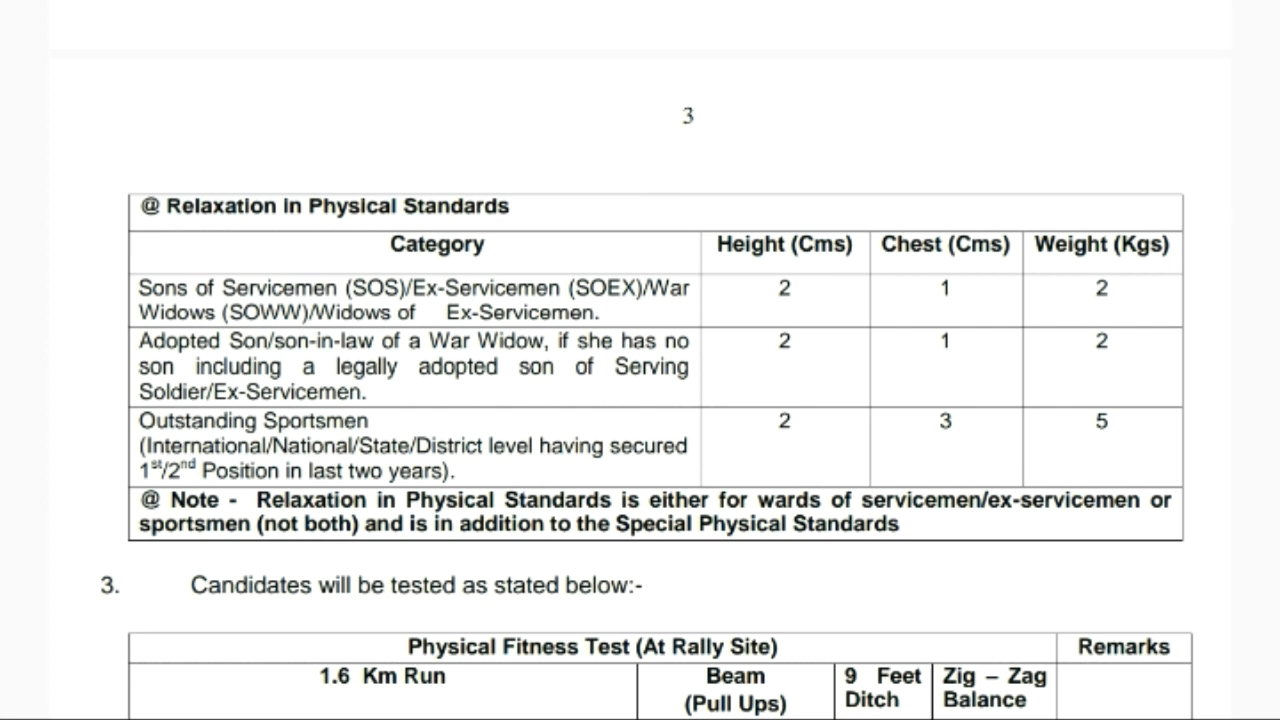 3
@ Relaxation in Physical Standards
Category Height (Cms) Chest (Cms) Weight (Kgs)
Sons of Servicemen (SOS)/Ex-Servicemen (SOEX)/War 2 1 2
Widows (SOWW)/Widows of Ex-Servicemen.
Adopted Son/son-in-law of a War Widow, if she has no 2 1 2
son including a legally adopted son of Serving
Soldier/Ex-Servicemen.
Outstanding Sportsmen 2 3 5
(International/National/State/District level having secured
1st/2nd Position in last two years).
@ Note - Relaxation in Physical Standards is either for wards of servicemen/ex-servicemen or
sportsmen (not both) and is in addition to the Special Physical Standards
3. Candidates will be tested as stated below:-
Physical Fitness Test (At Rally Site) Remarks
1.6 Km Run Beam 9 Feet Zig – Zag
(Pull Ups) Ditch Balance